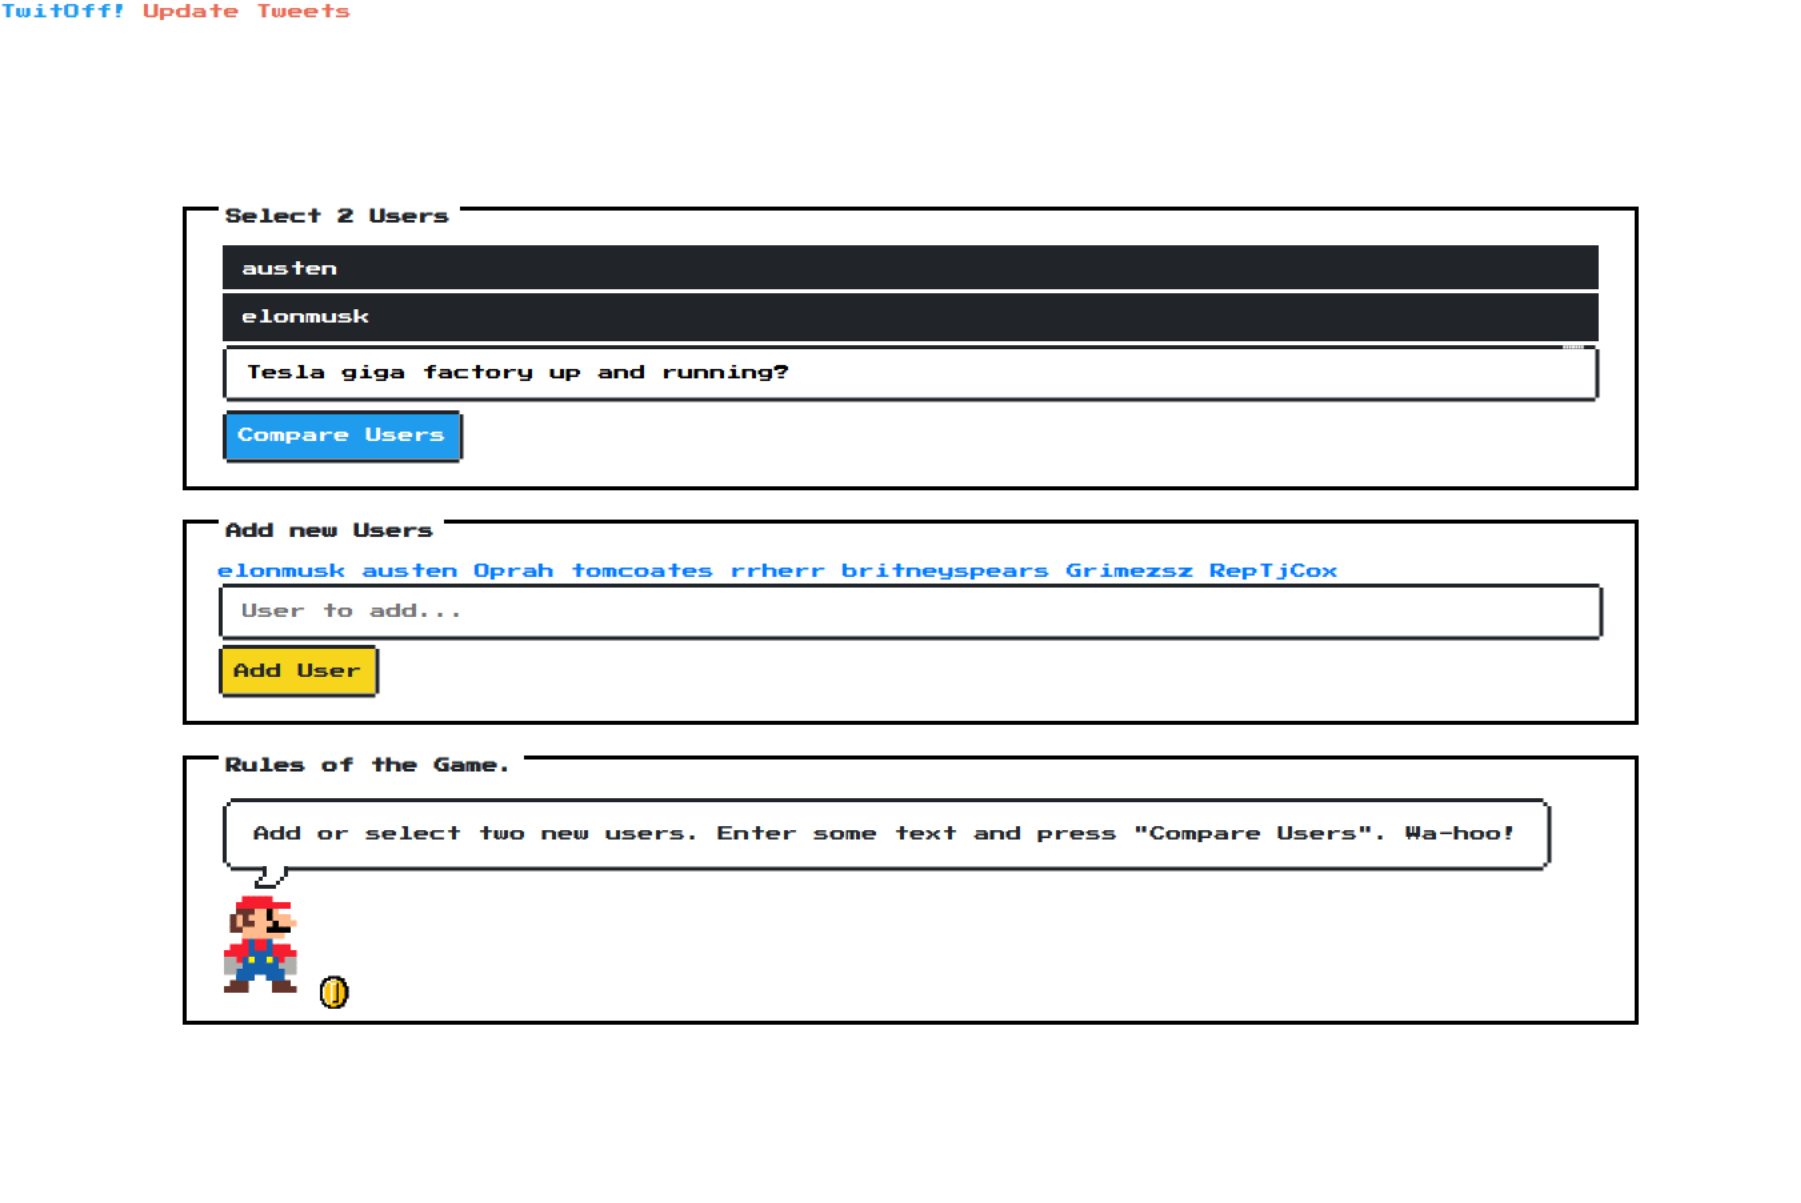 TwitOff! Update Tweets
Select 2 Users
austen
elonmusk
Tesla giga factory up and running?
Compare Users
Add new Users
elonmusk austen Oprah tomcoates rrherr britneyspears Grimezsz RepTjCox
User to add...
Add User
Rules of the Game.
Add or select two new users. Enter some text and press "Compare Users". Wa-hoo!